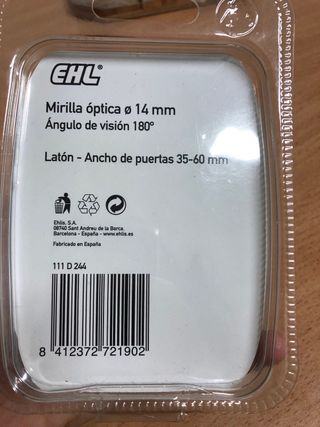 EHL®
Mirilla óptica ø 14 mm
Ángulo de visión 180°
Latón - Ancho de puertas 35-60 mm
Ehlis. S.A.
08740 Sant Andreu de la Barca.
Barcelona - España - www.ehlis.es
Fabricado en España
111 D 244
8 412372 721902